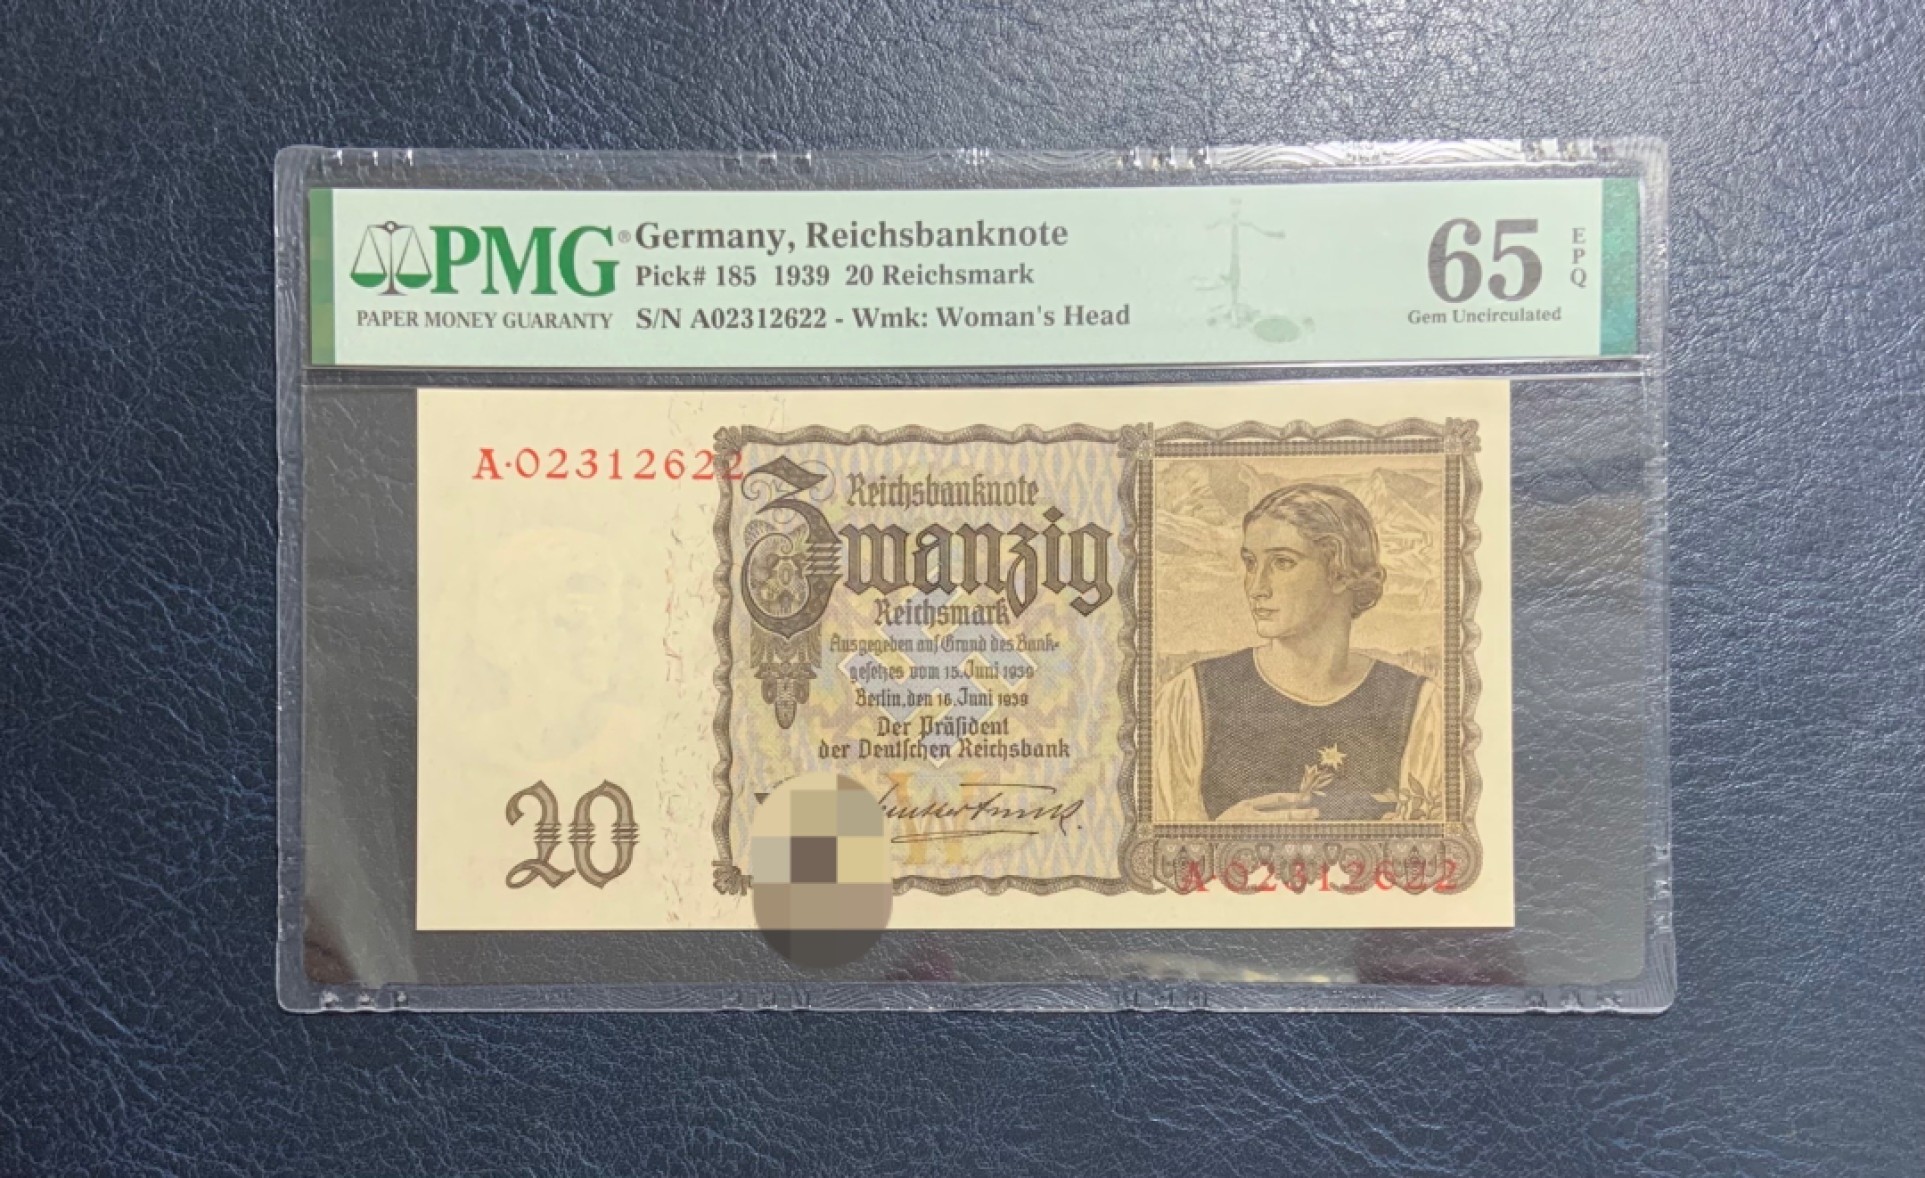 PMG®
PAPER MONEY GUARANTY
Germany, Reichsbanknote
Pick# 185 1939 20 Reichsmark
S/N A02312622 - Wmk: Woman's Head
65
EPQ
Gem Uncirculated
A·02312622
Reichsbanknote
Zwanzig
Reichsmark
Ausgegeben auf Grund des Bank-
gesetzes vom 15. Juni 1939
Berlin, den 16. Juni 1939
Der Präsident
der Deutschen Reichsbank
20
A·02312622